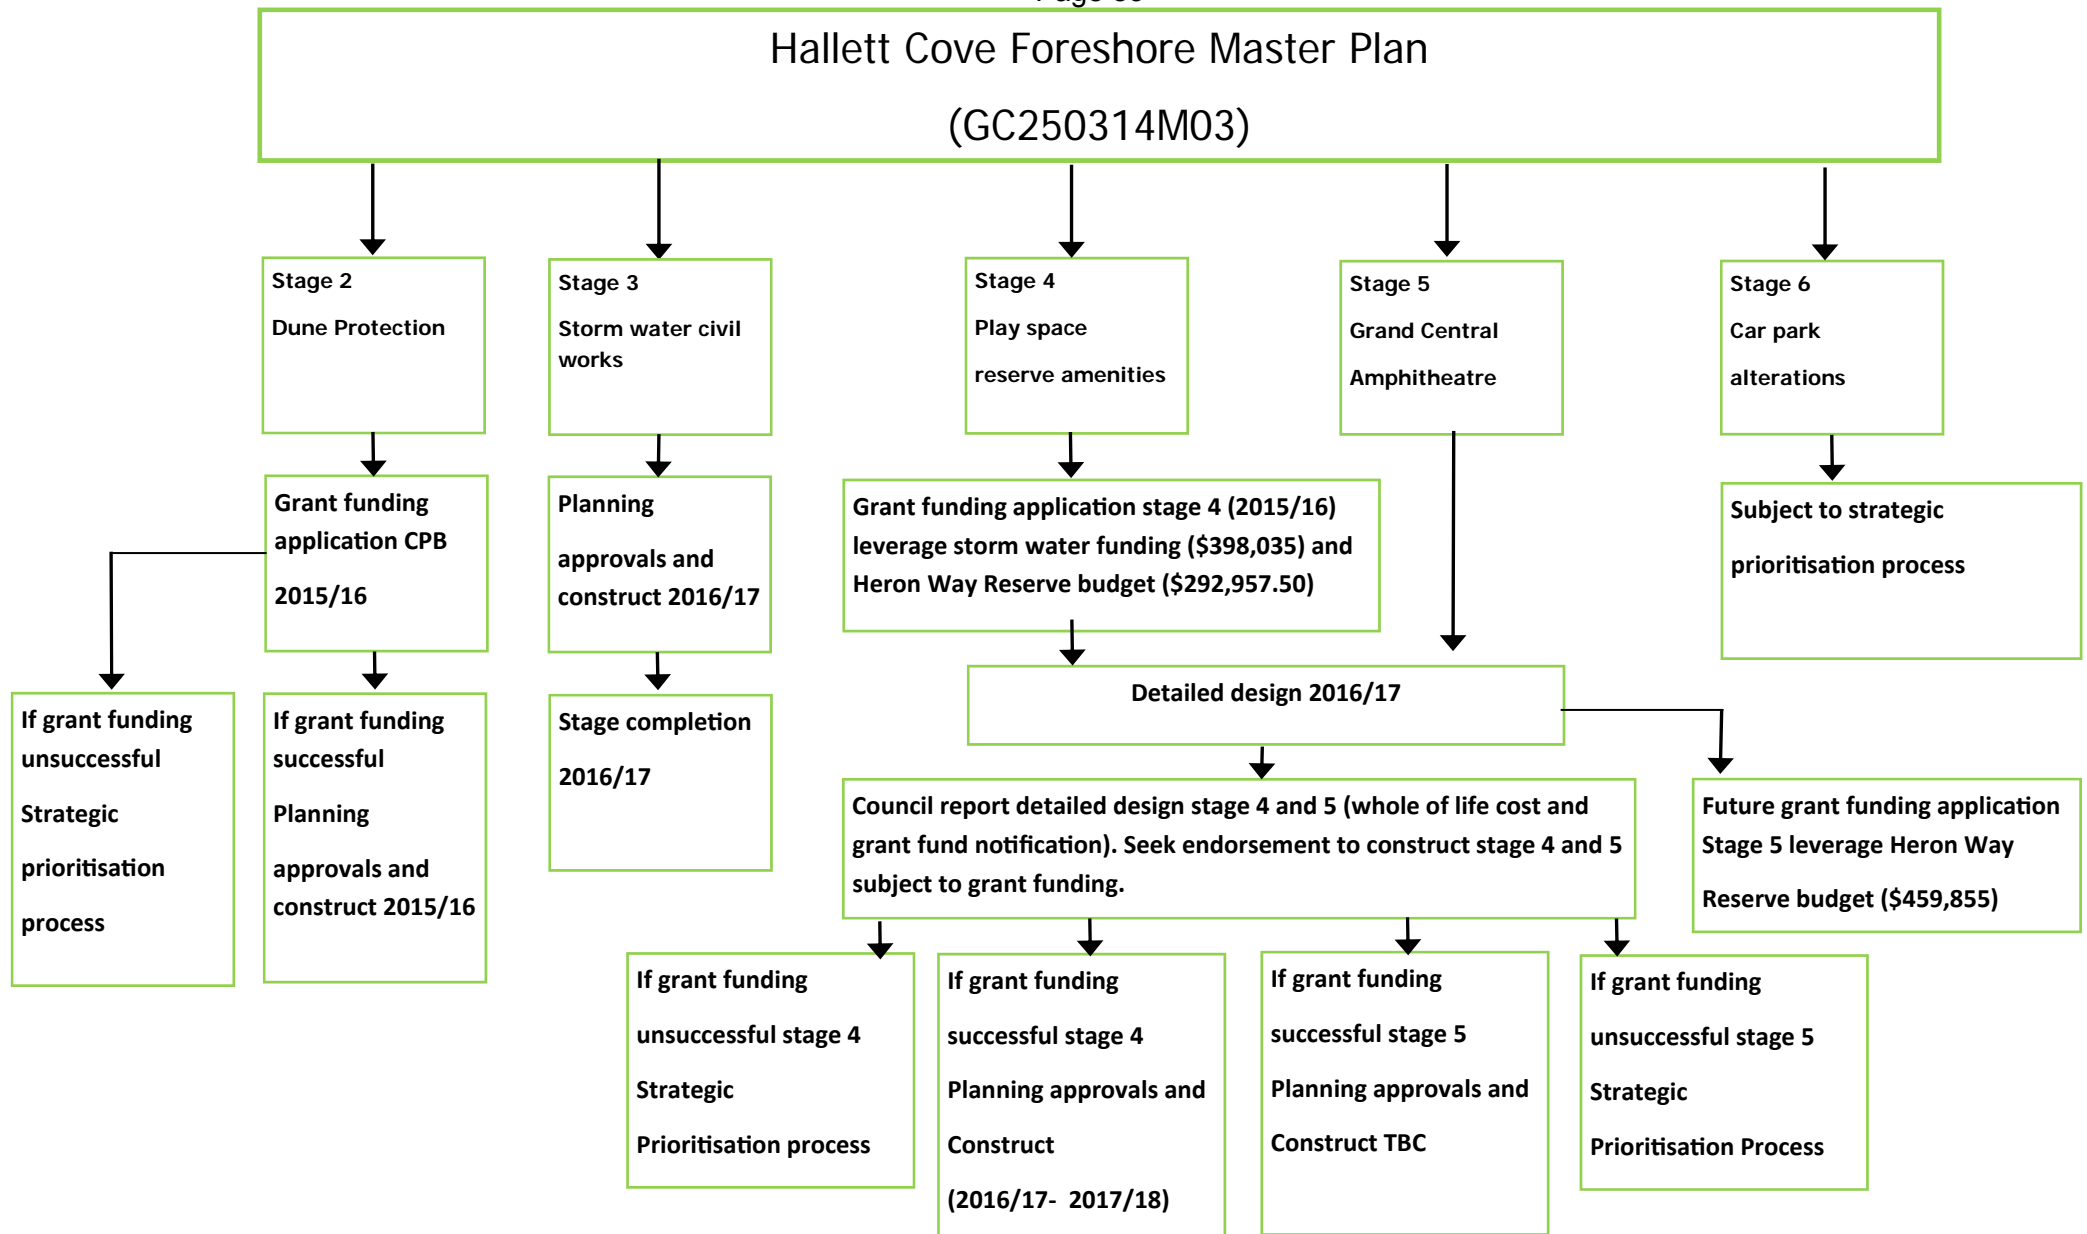 Hallett Cove Foreshore Master Plan
(GC250314M03)
Stage 2
Dune Protection
Stage 3
Storm water civil
works
Stage 4
Play space
reserve amenities
Stage 5
Grand Central
Amphitheatre
Stage 6
Car park
alterations
Grant funding
application CPB
2015/16
Planning
approvals and
construct 2016/17
Grant funding application stage 4 (2015/16)
leverage storm water funding ($398,035) and
Heron Way Reserve budget ($292,957.50)
Subject to strategic
prioritisation process
If grant funding
unsuccessful
Strategic
prioritisation
process
If grant funding
successful
Planning
approvals and
construct 2015/16
Stage completion
2016/17
Detailed design 2016/17
Council report detailed design stage 4 and 5 (whole of life cost and
grant fund notification). Seek endorsement to construct stage 4 and 5
subject to grant funding.
Future grant funding application
Stage 5 leverage Heron Way
Reserve budget ($459,855)
If grant funding
unsuccessful stage 4
Strategic
Prioritisation process
If grant funding
successful stage 4
Planning approvals and
Construct
(2016/17- 2017/18)
If grant funding
successful stage 5
Planning approvals and
Construct TBC
If grant funding
unsuccessful stage 5
Strategic
Prioritisation Process